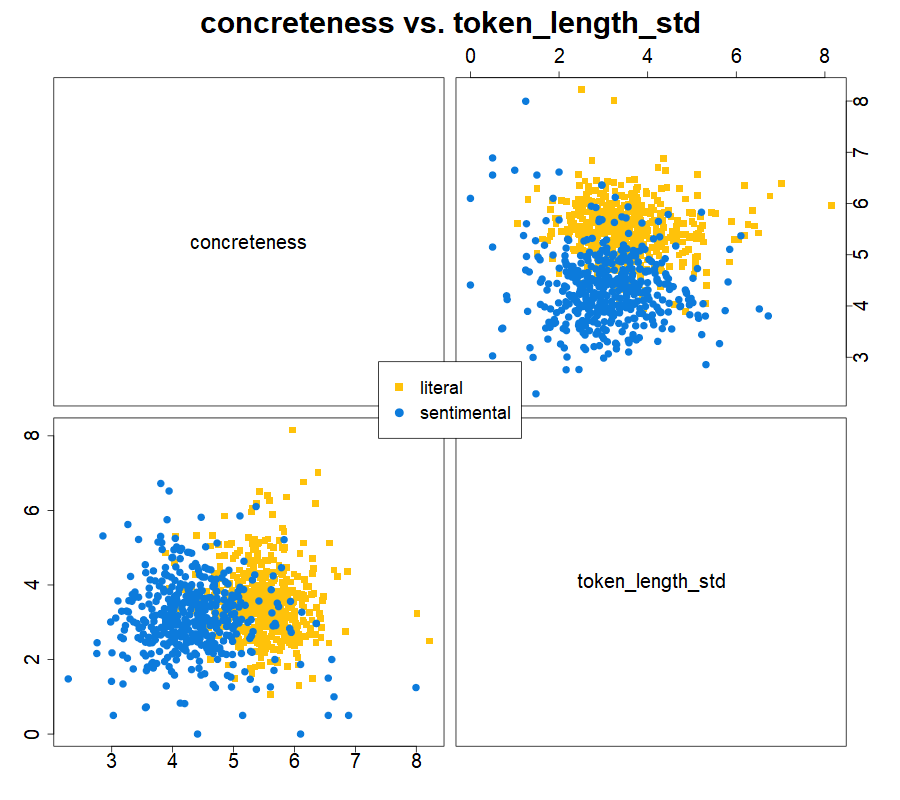 concreteness vs. token_length_std
0 2 4 6 8
concreteness
3 4 5 6 7 8
literal
sentimental
0 2 4 6 8
token_length_std
3 4 5 6 7 8